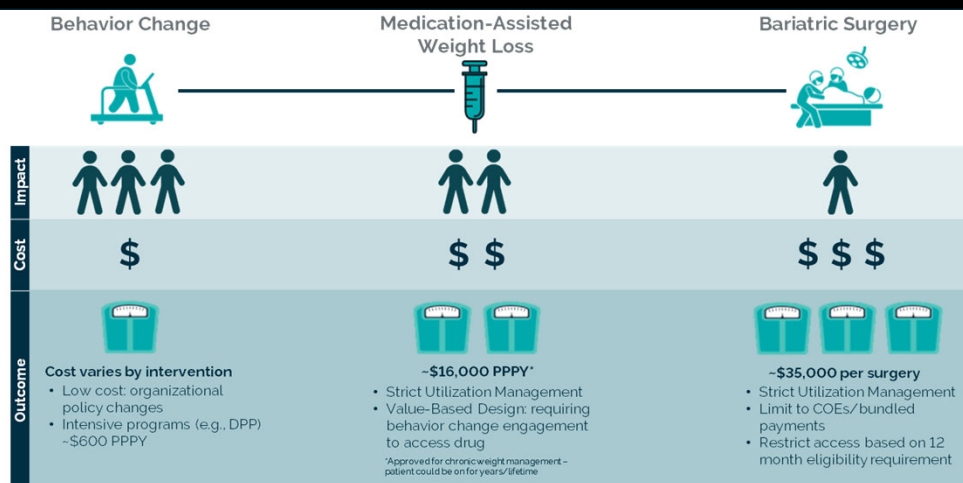 Behavior Change
Medication-Assisted
Weight Loss
Bariatric Surgery
Impact
Cost
$
$ $
$ $ $
Outcome
Cost varies by intervention
• Low cost: organizational
policy changes
• Intensive programs (e.g., DPP)
~$600 PPPY
~$16,000 PPPY*
• Strict Utilization Management
• Value-Based Design: requiring
behavior change engagement
to access drug
*Approved for chronic weight management –
patient could be on for years/lifetime
~$35,000 per surgery
• Strict Utilization Management
• Limit to COEs/bundled
payments
• Restrict access based on 12
month eligibility requirement